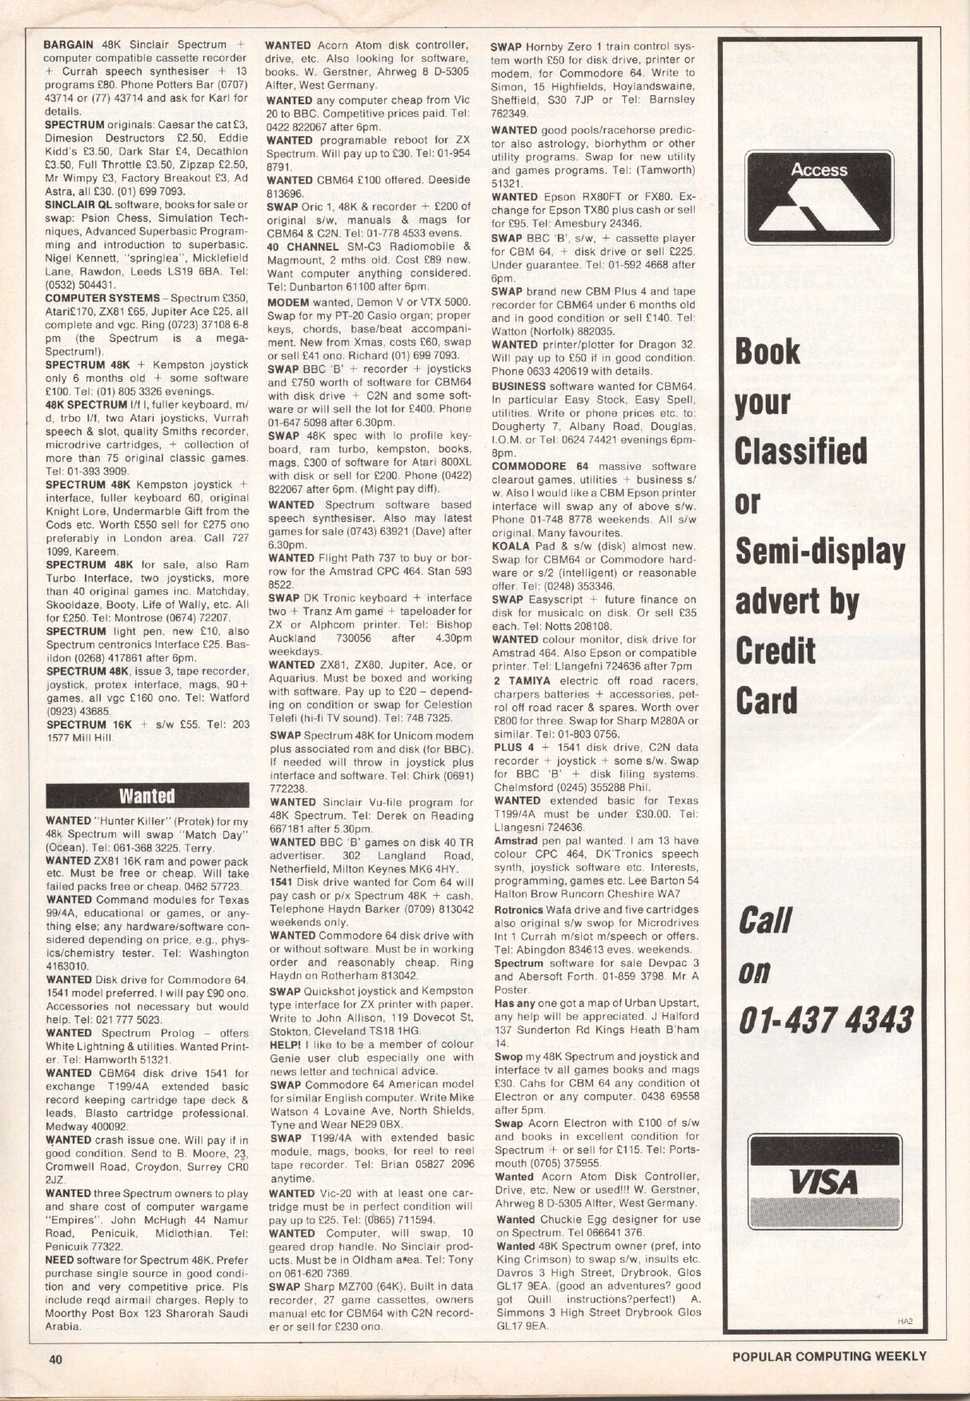 BARGAIN 48K Sinclair Spectrum +
computer compatible cassette recorder
+ Currah speech synthesiser + 13
programs £80. Phone Potters Bar (0707)
43714 or (77) 43714 and ask for Karl for
details.
SPECTRUM originals: Caesar the cat £3,
Dimesion Destructors £2.50, Eddie
Kidd's £3.50, Dark Star £4, Decathlon
£3.50, Full Throttle £3.50, Zipzap £2.50,
Mr Wimpy £3, Factory Breakout £3, Ad
Astra, all £30. (01) 699 7093.
SINCLAIR QL software, books for sale or
swap: Psion Chess, Simulation Tech-
niques, Advanced Superbasic Program-
ming and introduction to superbasic.
Nigel Kennett, "springlea", Micklefield
Lane, Rawdon, Leeds LS19 6BA. Tel:
(0532) 504431.
COMPUTER SYSTEMS – Spectrum £350,
Atari£170, ZX81 £65, Jupiter Ace £25, all
complete and vgc. Ring (0723) 37108 6-8
pm (the Spectrum is a mega-
Spectrum!).
SPECTRUM 48K + Kempston joystick
only 6 months old + some software
£100. Tel: (01) 805 3326 evenings.
48K SPECTRUM I/f I, fuller keyboard, m/
d, trbo I/f, two Atari joysticks, Vurrah
speech & slot, quality Smiths recorder,
microdrive cartridges, + collection of
more than 75 original classic games.
Tel: 01-393 3909.
SPECTRUM 48K Kempston joystick +
interface, fuller keyboard 60, original
Knight Lore, Undermarble Gift from the
Cods etc. Worth £550 sell for £275 ono
preferably in London area. Call 727
1099, Kareem.
SPECTRUM 48K for sale, also Ram
Turbo Interface, two joysticks, more
than 40 original games inc. Matchday,
Skooldaze, Booty, Life of Wally, etc. All
for £250. Tel: Montrose (0674) 72207.
SPECTRUM light pen, new £10, also
Spectrum centronics Interface £25. Bas-
ildon (0268) 417861 after 6pm.
SPECTRUM 48K, issue 3, tape recorder,
joystick, protex interface, mags, 90+
games, all vgc £160 ono. Tel: Watford
(0923) 43685.
SPECTRUM 16K + s/w £55. Tel: 203
1577 Mill Hill.
Wanted
WANTED "Hunter Killer" (Protek) for my
48k Spectrum will swap "Match Day"
(Ocean). Tel: 061-368 3225. Terry.
WANTED ZX81 16K ram and power pack
etc. Must be free or cheap. Will take
failed packs free or cheap. 0462 57723.
WANTED Command modules for Texas
99/4A, educational or games, or any-
thing else; any hardware/software con-
sidered depending on price, e.g., phys-
ics/chemistry tester. Tel: Washington
4163010.
WANTED Disk drive for Commodore 64.
1541 model preferred. I will pay £90 ono.
Accessories not necessary but would
help. Tel: 021 777 5023.
WANTED Spectrum Prolog – offers
White Lightning & utilities. Wanted Print-
er. Tel: Hamworth 51321.
WANTED CBM64 disk drive 1541 for
exchange T199/4A extended basic
record keeping cartridge tape deck &
leads, Blasto cartridge professional.
Medway 400092.
WANTED crash issue one. Will pay if in
good condition. Send to B. Moore, 23,
Cromwell Road, Croydon, Surrey CR0
2JZ.
WANTED three Spectrum owners to play
and share cost of computer wargame
"Empires". John McHugh 44 Namur
Road, Penicuik, Midlothian. Tel:
Penicuik 77322.
NEED software for Spectrum 48K. Prefer
purchase single source in good condi-
tion and very competitive price. Pls
include reqd airmail charges. Reply to
Moorthy Post Box 123 Sharorah Saudi
Arabia.
WANTED Acorn Atom disk controller,
drive, etc. Also looking for software,
books. W. Gerstner, Ahrweg 8 D-5305
Alfter, West Germany.
WANTED any computer cheap from Vic
20 to BBC. Competitive prices paid. Tel:
0422 822067 after 6pm.
WANTED programable reboot for ZX
Spectrum. Will pay up to £30. Tel: 01-954
8791.
WANTED CBM64 £100 offered. Deeside
813696.
SWAP Oric 1, 48K & recorder + £200 of
original s/w, manuals & mags for
CBM64 & C2N. Tel: 01-778 4533 evens.
40 CHANNEL SM-C3 Radiomobile &
Magmount, 2 mths old. Cost £89 new.
Want computer anything considered.
Tel: Dunbarton 61100 after 6pm.
MODEM wanted, Demon V or VTX 5000.
Swap for my PT-20 Casio organ; proper
keys, chords, base/beat accompani-
ment. New from Xmas, costs £60, swap
or sell £41 ono. Richard (01) 699 7093.
SWAP BBC 'B' + recorder + joysticks
and £750 worth of software for CBM64
with disk drive + C2N and some soft-
ware or will sell the lot for £400. Phone
01-647 5098 after 6.30pm.
SWAP 48K spec with lo profile key-
board, ram turbo, kempston, books,
mags, £300 of software for Atari 800XL
with disk or sell for £200. Phone (0422)
822067 after 6pm. (Might pay diff).
WANTED Spectrum software based
speech synthesiser. Also may latest
games for sale (0743) 63921 (Dave) after
6.30pm.
WANTED Flight Path 737 to buy or bor-
row for the Amstrad CPC 464. Stan 593
8522.
SWAP DK Tronic keyboard + interface
two + Tranz Am game + tapeloader for
ZX or Alphcom printer. Tel: Bishop
Auckland 730056 after 4.30pm
weekdays.
WANTED ZX81, ZX80, Jupiter, Ace, or
Aquarius. Must be boxed and working
with software. Pay up to £20 – depend-
ing on condition or swap for Celestion
Telefi (hi-fi TV sound). Tel: 748 7325.
SWAP Spectrum 48K for Unicom modem
plus associated rom and disk (for BBC).
If needed will throw in joystick plus
interface and software. Tel: Chirk (0691)
772238.
WANTED Sinclair Vu-file program for
48K Spectrum. Tel: Derek on Reading
667181 after 5.30pm.
WANTED BBC 'B' games on disk 40 TR
advertiser. 302 Langland Road,
Netherfield, Milton Keynes MK6 4HY.
1541 Disk drive wanted for Com 64 will
pay cash or p/x Spectrum 48K + cash.
Telephone Haydn Barker (0709) 813042
weekends only.
WANTED Commodore 64 disk drive with
or without software. Must be in working
order and reasonably cheap. Ring
Haydn on Rotherham 813042.
SWAP Quickshot joystick and Kempston
type interface for ZX printer with paper.
Write to John Allison, 119 Dovecot St,
Stokton, Cleveland TS18 1HG.
HELP! I like to be a member of colour
Genie user club especially one with
news letter and technical advice.
SWAP Commodore 64 American model
for similar English computer. Write Mike
Watson 4 Lovaine Ave, North Shields,
Tyne and Wear NE29 0BX.
SWAP T199/4A with extended basic
module, mags, books, for reel to reel
tape recorder. Tel: Brian 05827 2096
anytime.
WANTED Vic-20 with at least one car-
tridge must be in perfect condition will
pay up to £25. Tel: (0865) 711594.
WANTED Computer, will swap, 10
geared drop handle. No Sinclair prod-
ucts. Must be in Oldham area. Tel: Tony
on 061-620 7369.
SWAP Sharp MZ700 (64K). Built in data
recorder, 27 game cassettes, owners
manual etc for CBM64 with C2N record-
er or sell for £230 ono.
SWAP Hornby Zero 1 train control sys-
tem worth £50 for disk drive, printer or
modem, for Commodore 64. Write to
Simon, 15 Highfields, Hoylandswaine,
Sheffield, S30 7JP or Tel: Barnsley
762349.
WANTED good pools/racehorse predic-
tor also astrology, biorhythm or other
utility programs. Swap for new utility
and games programs. Tel: (Tamworth)
51321.
WANTED Epson RX80FT or FX80. Ex-
change for Epson TX80 plus cash or sell
for £95. Tel: Amesbury 24346.
SWAP BBC 'B', s/w, + cassette player
for CBM 64, + disk drive or sell £225.
Under guarantee. Tel: 01-592 4668 after
6pm.
SWAP brand new CBM Plus 4 and tape
recorder for CBM64 under 6 months old
and in good condition or sell £140. Tel:
Watton (Norfolk) 882035.
WANTED printer/plotter for Dragon 32.
Will pay up to £50 if in good condition.
Phone 0633 420619 with details.
BUSINESS software wanted for CBM64.
In particular Easy Stock, Easy Spell,
utilities. Write or phone prices etc. to:
Dougherty 7, Albany Road, Douglas,
I.O.M. or Tel: 0624 74421 evenings 6pm-
8pm.
COMMODORE 64 massive software
clearout games, utilities + business s/
w. Also I would like a CBM Epson printer
interface will swap any of above s/w.
Phone 01-748 8778 weekends. All s/w
original. Many favourites.
KOALA Pad & s/w (disk) almost new.
Swap for CBM64 or Commodore hard-
ware or s/2 (intelligent) or reasonable
offer. Tel: (0248) 353346.
SWAP Easyscript + future finance on
disk for musicalc on disk. Or sell £35
each. Tel: Notts 208108.
WANTED colour monitor, disk drive for
Amstrad 464. Also Epson or compatible
printer. Tel: Llangefni 724636 after 7pm
2 TAMIYA electric off road racers,
charpers batteries + accessories, pet-
rol off road racer & spares. Worth over
£800 for three. Swap for Sharp M280A or
similar. Tel: 01-803 0756.
PLUS 4 + 1541 disk drive, C2N data
recorder + joystick + some s/w. Swap
for BBC 'B' + disk filing systems.
Chelmsford (0245) 355288 Phil.
WANTED extended basic for Texas
T199/4A must be under £30.00. Tel:
Llangesni 724636.
Amstrad pen pal wanted. I am 13 have
colour CPC 464, DK'Tronics speech
synth, joystick software etc. Interests,
programming, games etc. Lee Barton 54
Halton Brow Runcorn Cheshire WA7
Rotronics Wafa drive and five cartridges
also original s/w swop for Microdrives
Int 1 Currah m/slot m/speech or offers.
Tel: Abingdon 834613 eves. weekends.
Spectrum software for sale Devpac 3
and Abersoft Forth. 01-859 3798. Mr A
Poster.
Has any one got a map of Urban Upstart,
any help will be appreciated. J Halford
137 Sunderton Rd Kings Heath B'ham
14.
Swop my 48K Spectrum and joystick and
interface tv all games books and mags
£30. Cahs for CBM 64 any condition ot
Electron or any computer. 0438 69558
after 5pm.
Swap Acorn Electron with £100 of s/w
and books in excellent condition for
Spectrum + or sell for £115. Tel: Ports-
mouth (0705) 375955.
Wanted Acorn Atom Disk Controller,
Drive, etc. New or used!!! W. Gerstner,
Ahrweg 8 D-5305 Alfter, West Germany.
Wanted Chuckie Egg designer for use
on Spectrum. Tel 066641 376.
Wanted 48K Spectrum owner (pref, into
King Crimson) to swap s/w, insults etc.
Davros 3 High Street, Drybrook, Glos
GL17 9EA. (good an adventures? good
got Quill instructions?perfect!) A.
Simmons 3 High Street Drybrook Glos
GL17 9EA.
Access
Book
your
Classified
or
Semi-display
advert by
Credit
Card
Call
on
01-437 4343
VISA
HA2
40
POPULAR COMPUTING WEEKLY